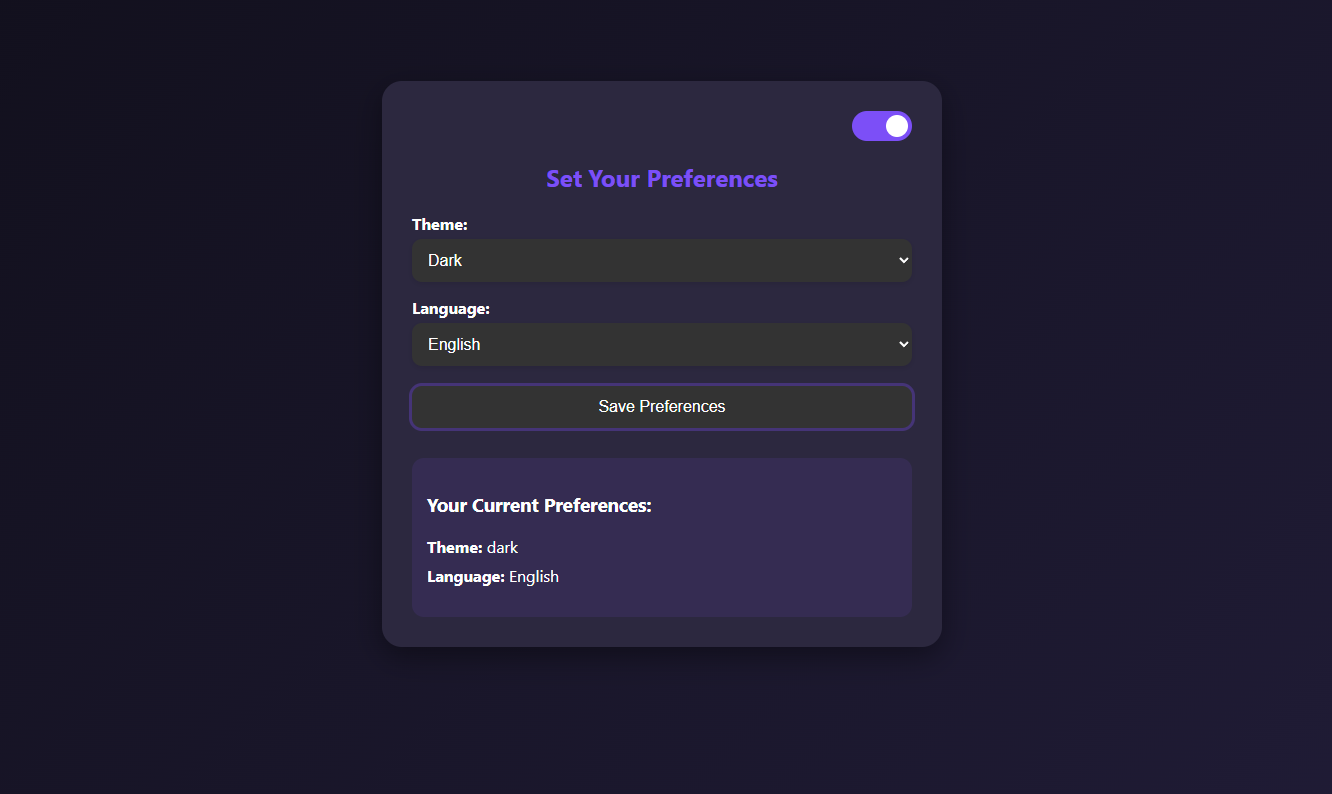 Set Your Preferences
Theme:
Dark
Language:
English
Save Preferences
Your Current Preferences:
Theme: dark
Language: English